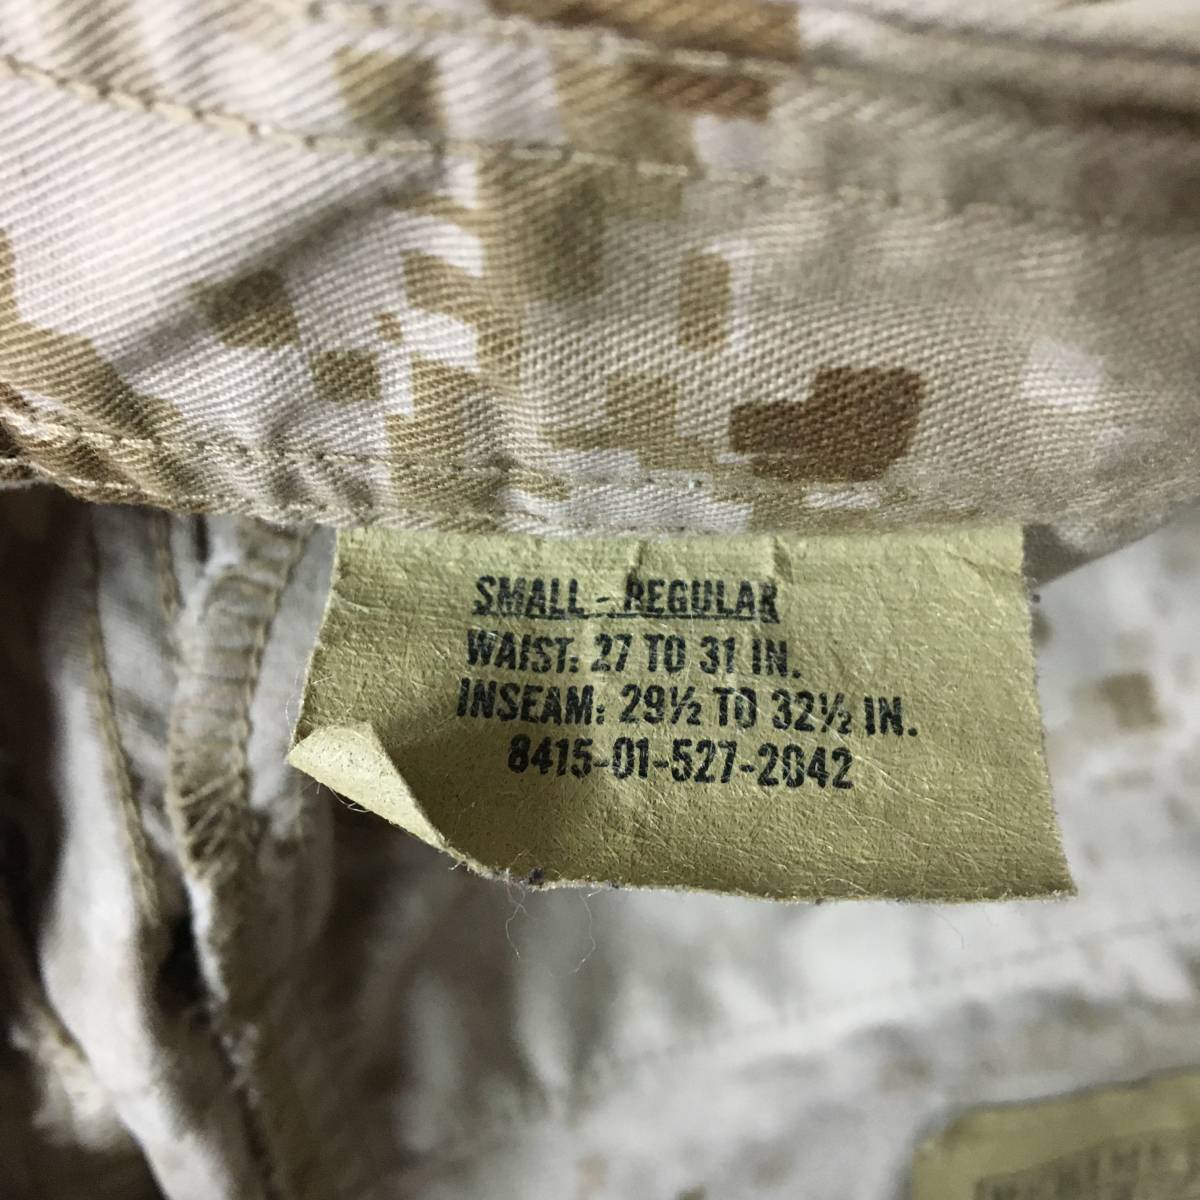 SMALL - REGULAR
WAIST: 27 TO 31 IN.
INSEAM: 29½ TO 32½ IN.
8415-01-527-2042